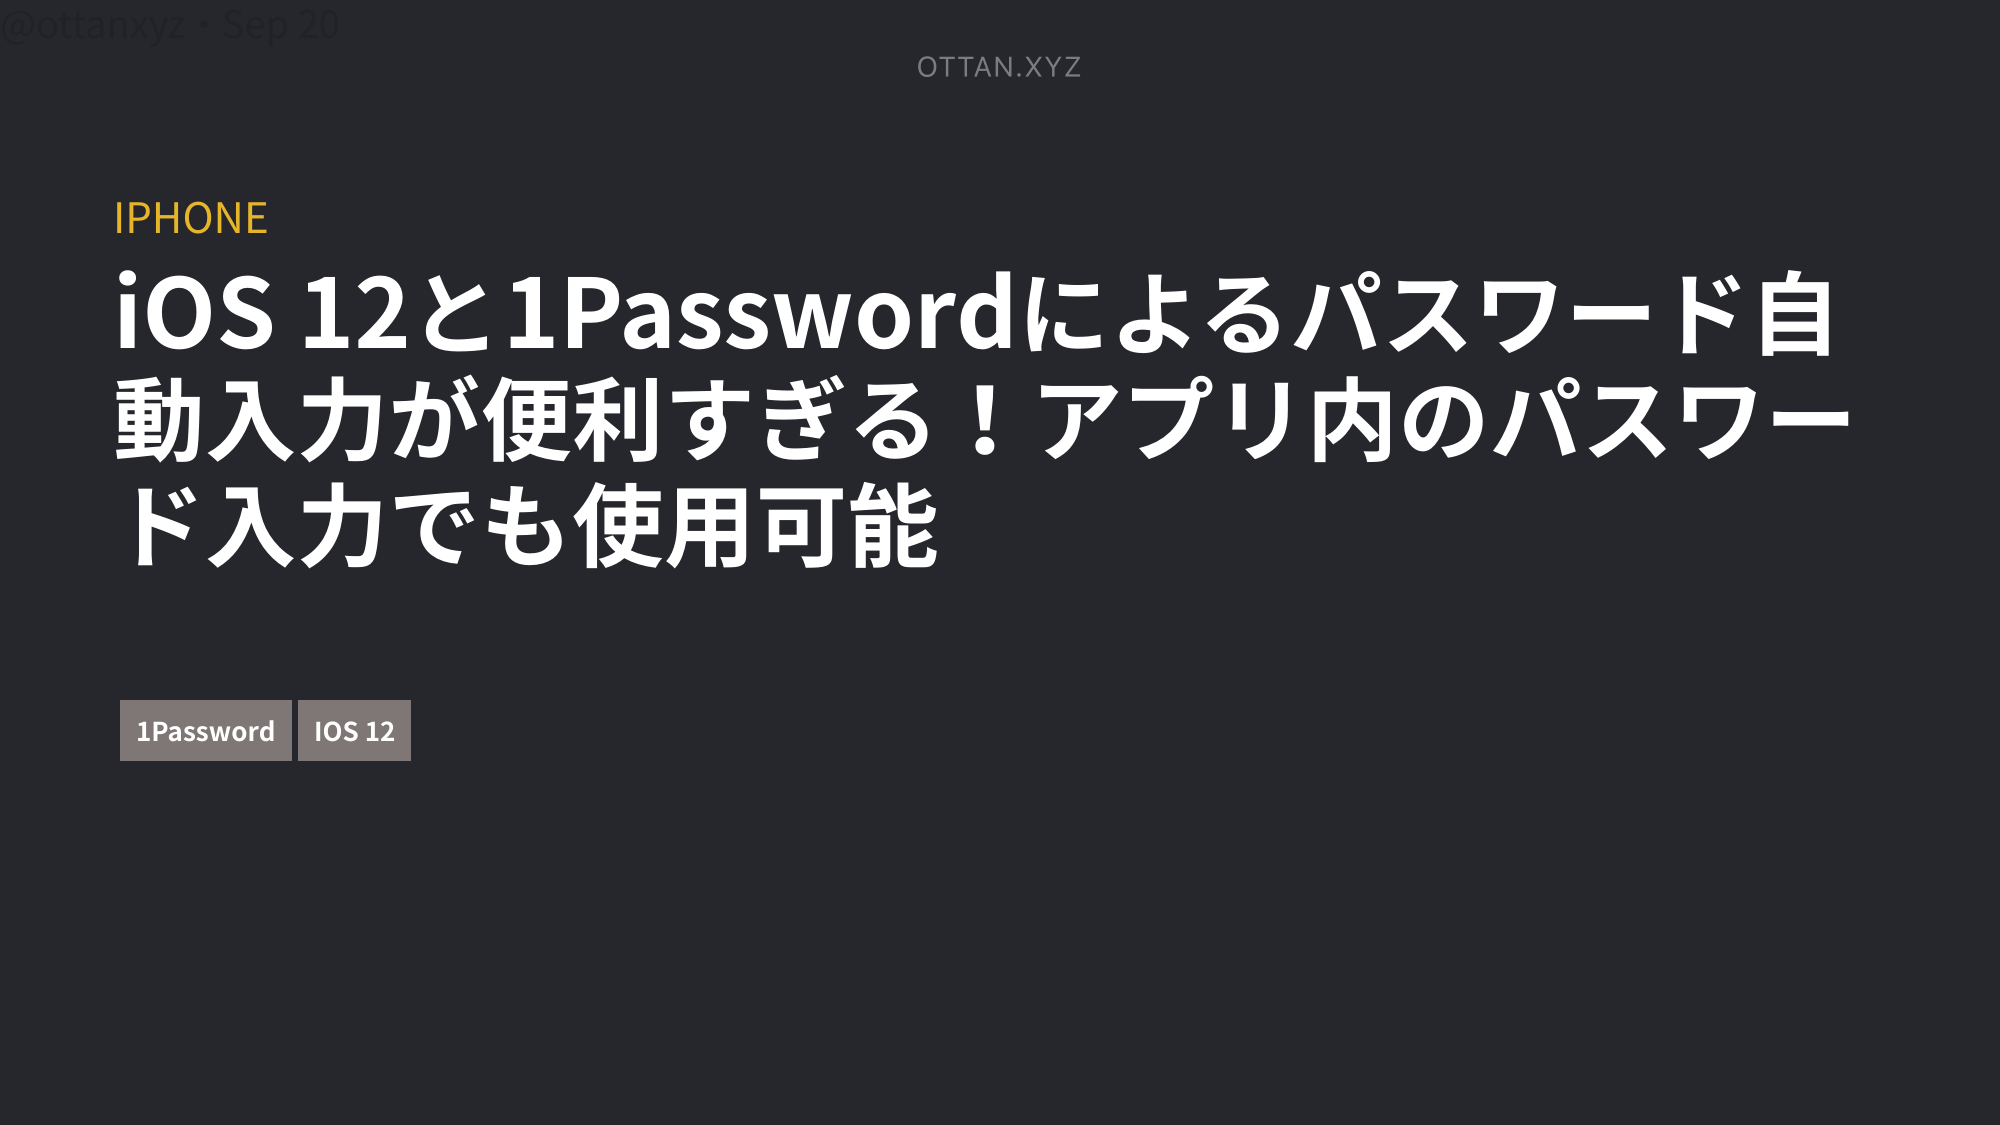 @ottanxyz・Sep 20
OTTAN.XYZ
IPHONE
iOS 12と1Passwordによるパスワード自
動入力が便利すぎる！アプリ内のパスワー
ド入力でも使用可能
1Password
IOS 12